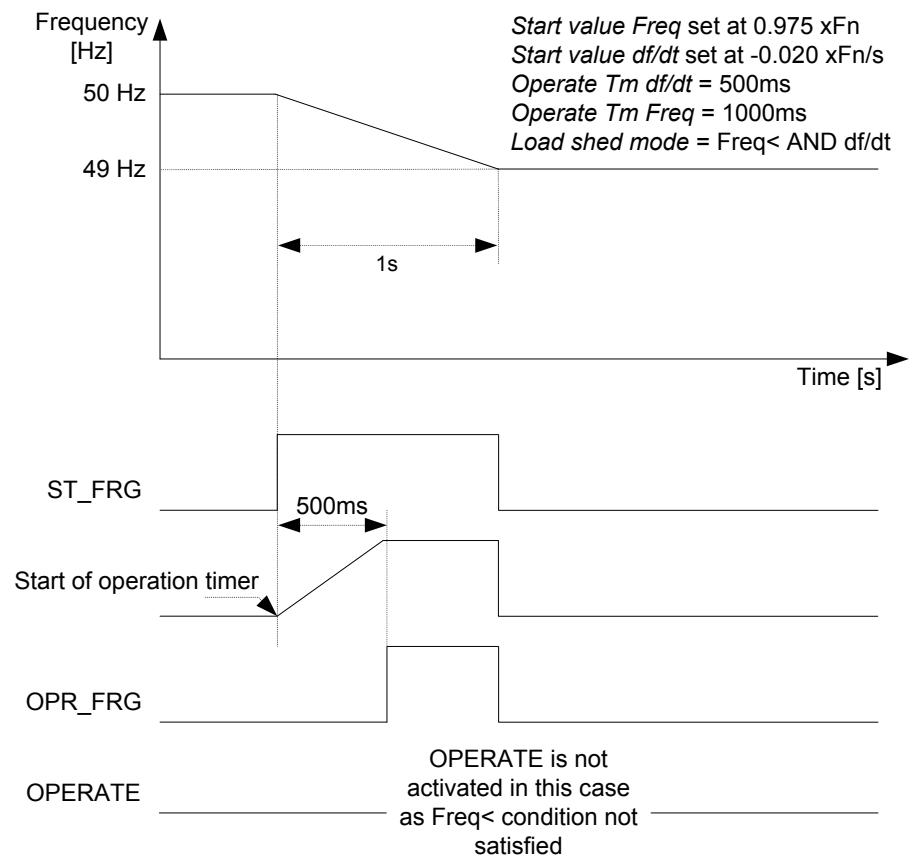 Frequency
[Hz]
Start value Freq set at 0.975 xFn
Start value df/dt set at -0.020 xFn/s
Operate Tm df/dt = 500ms
Operate Tm Freq = 1000ms
Load shed mode = Freq< AND df/dt
50 Hz
49 Hz
1s
Time [s]
ST_FRG
500ms
Start of operation timer
OPR_FRG
OPERATE
OPERATE is not
activated in this case
as Freq< condition not
satisfied